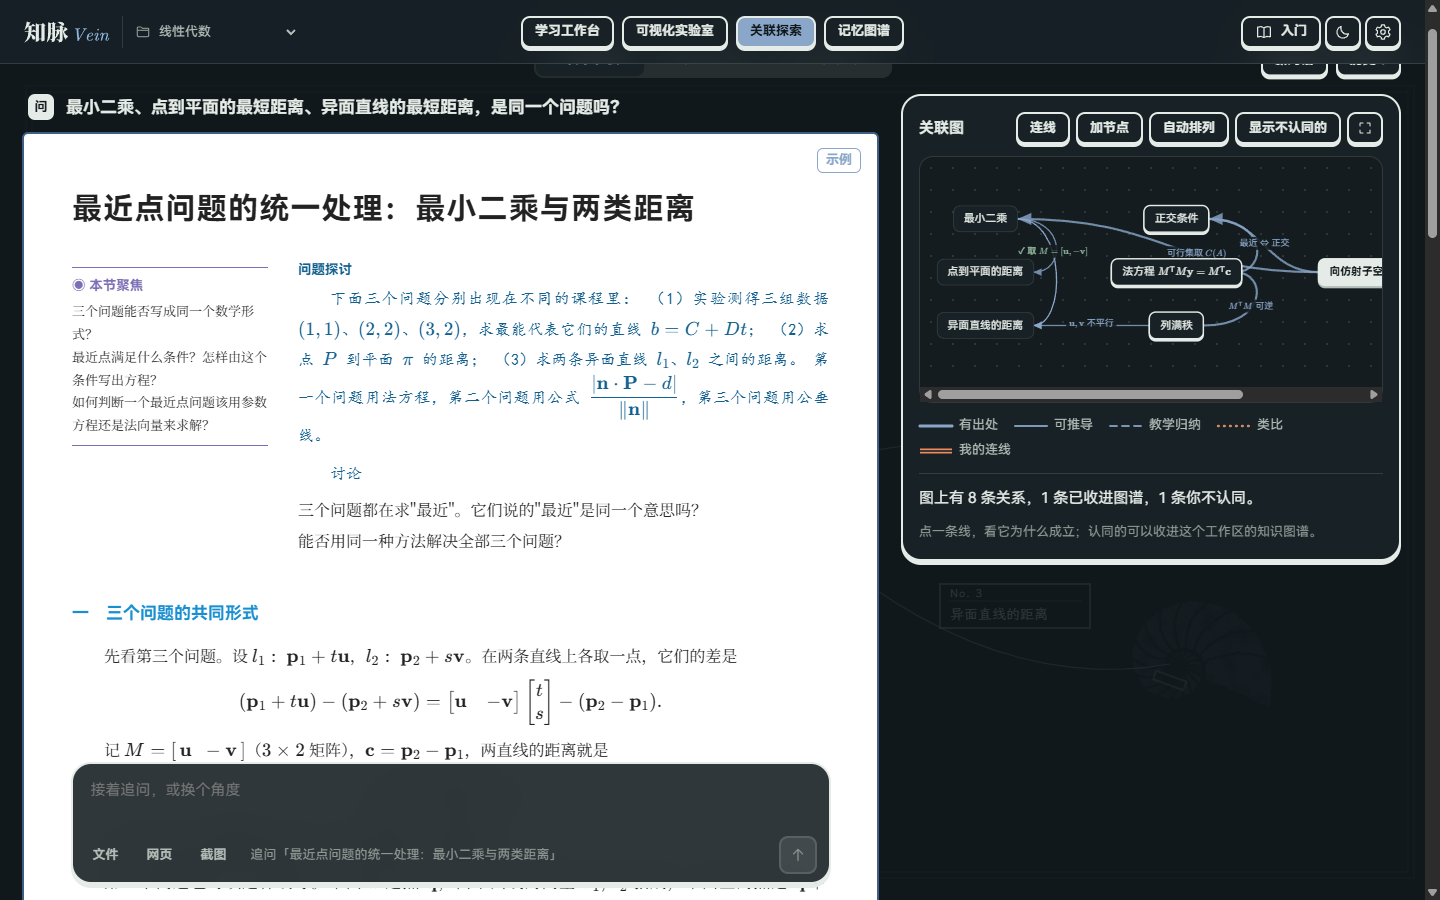 知脉 Vein 线性代数 学习工作台 可视化实验室 关联探索 记忆图谱 入门
问 最小二乘、点到平面的最短距离、异面直线的最短距离，是同一个问题吗？
示例
最近点问题的统一处理：最小二乘与两类距离
本节聚焦
三个问题能否写成同一个数学形
式？
最近点满足什么条件？怎样由这个
条件写出方程？
如何判断一个最近点问题该用参数
方程还是法向量来求解？
问题探讨
下面三个问题分别出现在不同的课程里：（1）实验测得三组数据
(1, 1)、(2, 2)、(3, 2)，求最能代表它们的直线 b = C + Dt；（2）求
点 P 到平面 π 的距离；（3）求两条异面直线 l₁、l₂ 之间的距离。第
一个问题用法方程，第二个问题用公式 |n · P − d| / ‖n‖，第三个问题用公垂
线。
讨论
三个问题都在求"最近"。它们说的"最近"是同一个意思吗？
能否用同一种方法解决全部三个问题？
一 三个问题的共同形式
先看第三个问题。设 l₁：p₁ + tu，l₂：p₂ + sv。在两条直线上各取一点，它们的差是
(p₁ + tu) − (p₂ + sv) = [u −v] [t s] − (p₂ − p₁).
记 M = [u −v]（3 × 2 矩阵），c = p₂ − p₁，两直线的距离就是
接着追问，或换个角度
文件 网页 截图 追问「最近点问题的统一处理：最小二乘与两类距离」
关联图 连线 加节点 自动排列 显示不认同的
最小二乘 正交条件
最近 ⇔ 正交
✓ 取 M = [u, −v] 可行集取 C(A)
点到平面的距离 法方程 MᵀMy = Mᵀc 向仿射子空
MᵀM 可逆
异面直线的距离 u, v 不平行 列满秩
有出处 可推导 教学归纳 类比
我的连线
图上有 8 条关系，1 条已收进图谱，1 条你不认同。
点一条线，看它为什么成立；认同的可以收进这个工作区的知识图谱。
No. 3
异面直线的距离